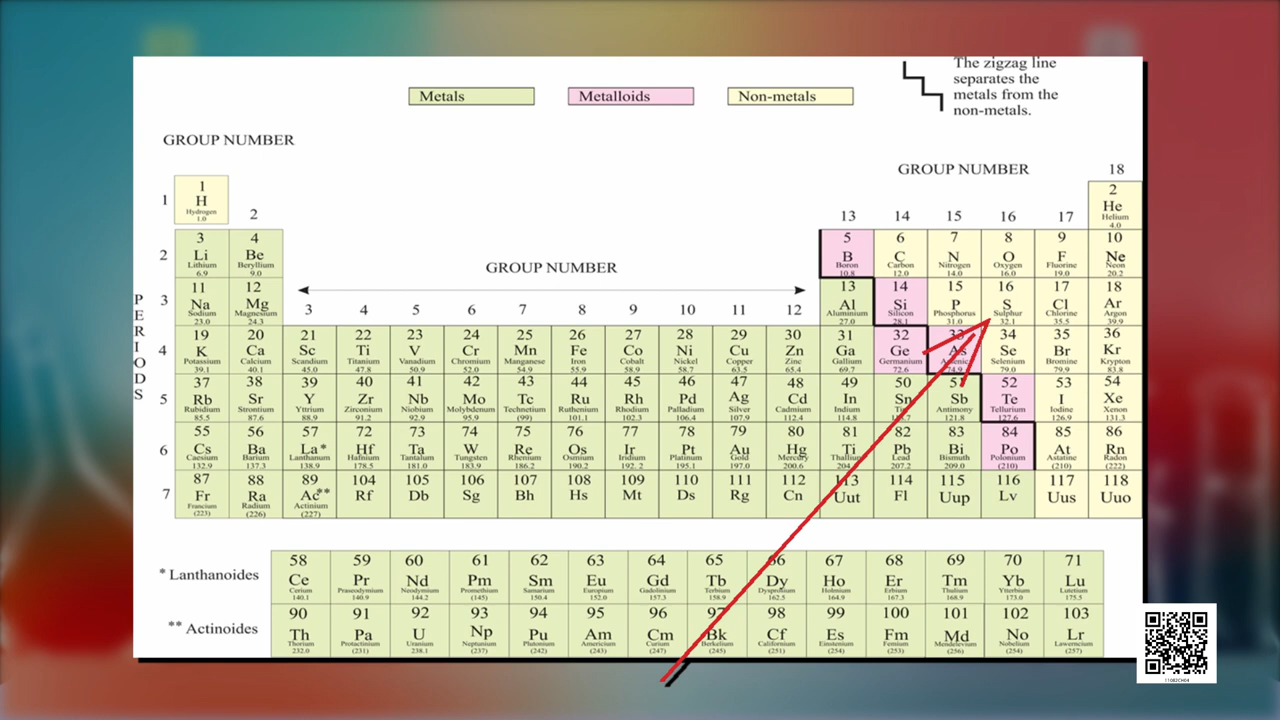 The zigzag line
separates the
metals from the
non-metals.
Metals Metalloids Non-metals
GROUP NUMBER
GROUP NUMBER 18
1 1 2
H He
Hydrogen Helium
1.0 4.0
2 13 14 15 16 17
2 3 4 5 6 7 8 9 10
Li Be B C N O F Ne
Lithium Beryllium Boron Carbon Nitrogen Oxygen Fluorine Neon
6.9 9.0 10.8 12.0 14.0 16.0 19.0 20.2
GROUP NUMBER
3 4 5 6 7 8 9 10 11 12
PERIODS
3 11 12 13 14 15 16 17 18
Na Mg Al Si P S Cl Ar
Sodium Magnesium Aluminium Silicon Phosphorus Sulphur Chlorine Argon
23.0 24.3 27.0 28.1 31.0 32.1 35.5 39.9
4 19 20 21 22 23 24 25 26 27 28 29 30 31 32 33 34 35 36
K Ca Sc Ti V Cr Mn Fe Co Ni Cu Zn Ga Ge As Se Br Kr
Potassium Calcium Scandium Titanium Vanadium Chromium Manganese Iron Cobalt Nickel Copper Zinc Gallium Germanium Arsenic Selenium Bromine Krypton
39.1 40.1 45.0 47.8 50.9 52.0 54.9 55.9 58.9 58.7 63.5 65.4 69.7 72.6 74.9 79.0 79.9 83.8
5 37 38 39 40 41 42 43 44 45 46 47 48 49 50 51 52 53 54
Rb Sr Y Zr Nb Mo Tc Ru Rh Pd Ag Cd In Sn Sb Te I Xe
Rubidium Strontium Yttrium Zirconium Niobium Molybdenum Technetium Ruthenium Rhodium Palladium Silver Cadmium Indium Tin Antimony Tellurium Iodine Xenon
85.5 87.6 88.9 91.2 92.9 95.9 (99) 101.1 102.3 106.4 107.9 112.4 114.8 121.8 127.6 126.9 131.3
6 55 56 57 72 73 74 75 76 77 78 79 80 81 82 83 84 85 86
Cs Ba La* Hf Ta W Re Os Ir Pt Au Hg Tl Pb Bi Po At Rn
Caesium Barium Lanthanum Hafnium Tantalum Tungsten Rhenium Osmium Iridium Platinum Gold Mercury Thallium Lead Bismuth Polonium Astatine Radon
132.9 137.3 138.9 178.5 181.0 183.9 186.2 190.2 192.2 195.1 197.0 200.6 207.2 209.0 (210) (210) (222)
7 87 88 89 104 105 106 107 108 109 110 111 112 113 114 115 116 117 118
Fr Ra Ac** Rf Db Sg Bh Hs Mt Ds Rg Cn Uut Fl Uup Lv Uus Uuo
Francium Radium Actinium
(223) (226) (227)
58 59 60 61 62 63 64 65 66 67 68 69 70 71
* Lanthanoides Ce Pr Nd Pm Sm Eu Gd Tb Dy Ho Er Tm Yb Lu
Cerium Praseodymium Neodymium Promethium Samarium Europium Gadolinium Terbium Dysprosium Holmium Erbium Thulium Ytterbium Lutetium
140.1 140.9 144.2 (145) 150.4 152.0 157.3 158.9 162.5 164.9 167.3 168.9 173.0 175.5
90 91 92 93 94 95 96 97 98 99 100 101 102 103
** Actinoides Th Pa U Np Pu Am Cm Bk Cf Es Fm Md No Lr
Thorium Protactinium Uranium Neptunium Plutonium Americium Curium Berkelium Californium Einstenium Fermium Mendelevium Nobelium Lawrencium
232.0 (231) 238.1 (237) (242) (243) (247) (245) (251) (254) (253) (256) (254) (257)
11082CH04